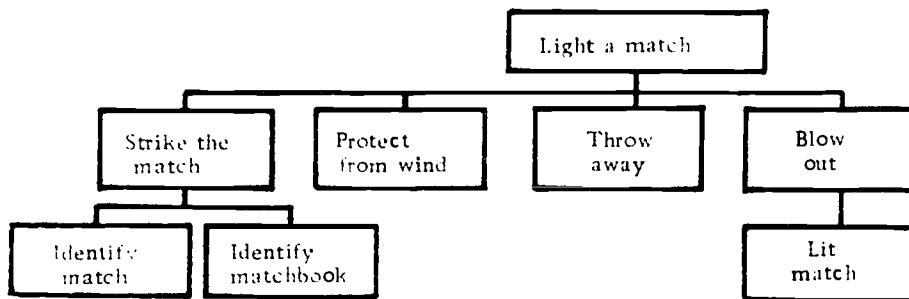 Light a match
Strike the
match
Protect
from wind
Throw
away
Blow
out
Identify
match
Identify
matchbook
Lit
match